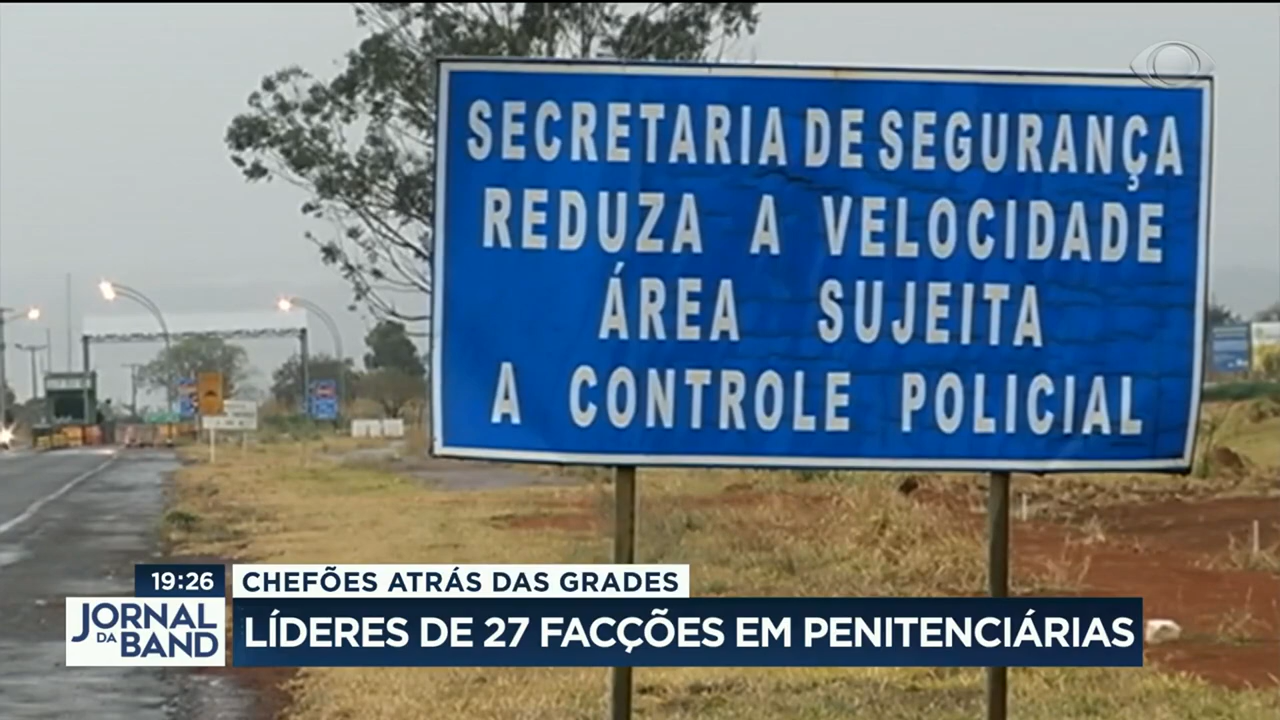 SECRETARIA DE SEGURANÇA
REDUZA A VELOCIDADE
ÁREA SUJEITA
A CONTROLE POLICIAL
19:26
CHEFÕES ATRÁS DAS GRADES
JORNAL
DA
BAND
LÍDERES DE 27 FACÇÕES EM PENITENCIÁRIAS